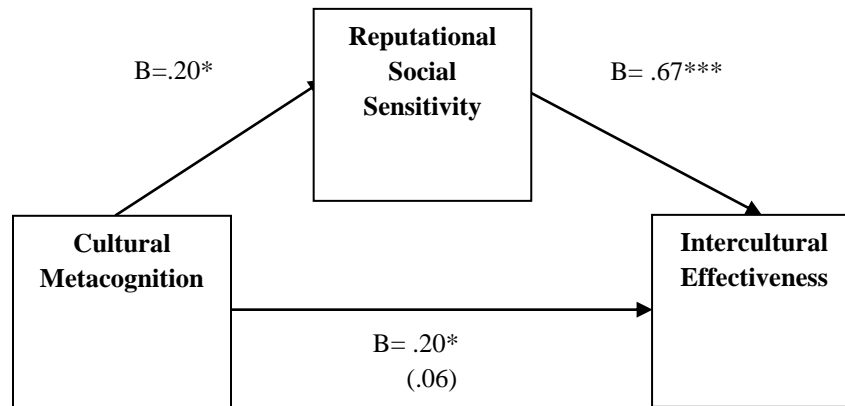 Reputational
Social
Sensitivity
B=.20*
B= .67***
Cultural
Metacognition
Intercultural
Effectiveness
B= .20*
(.06)